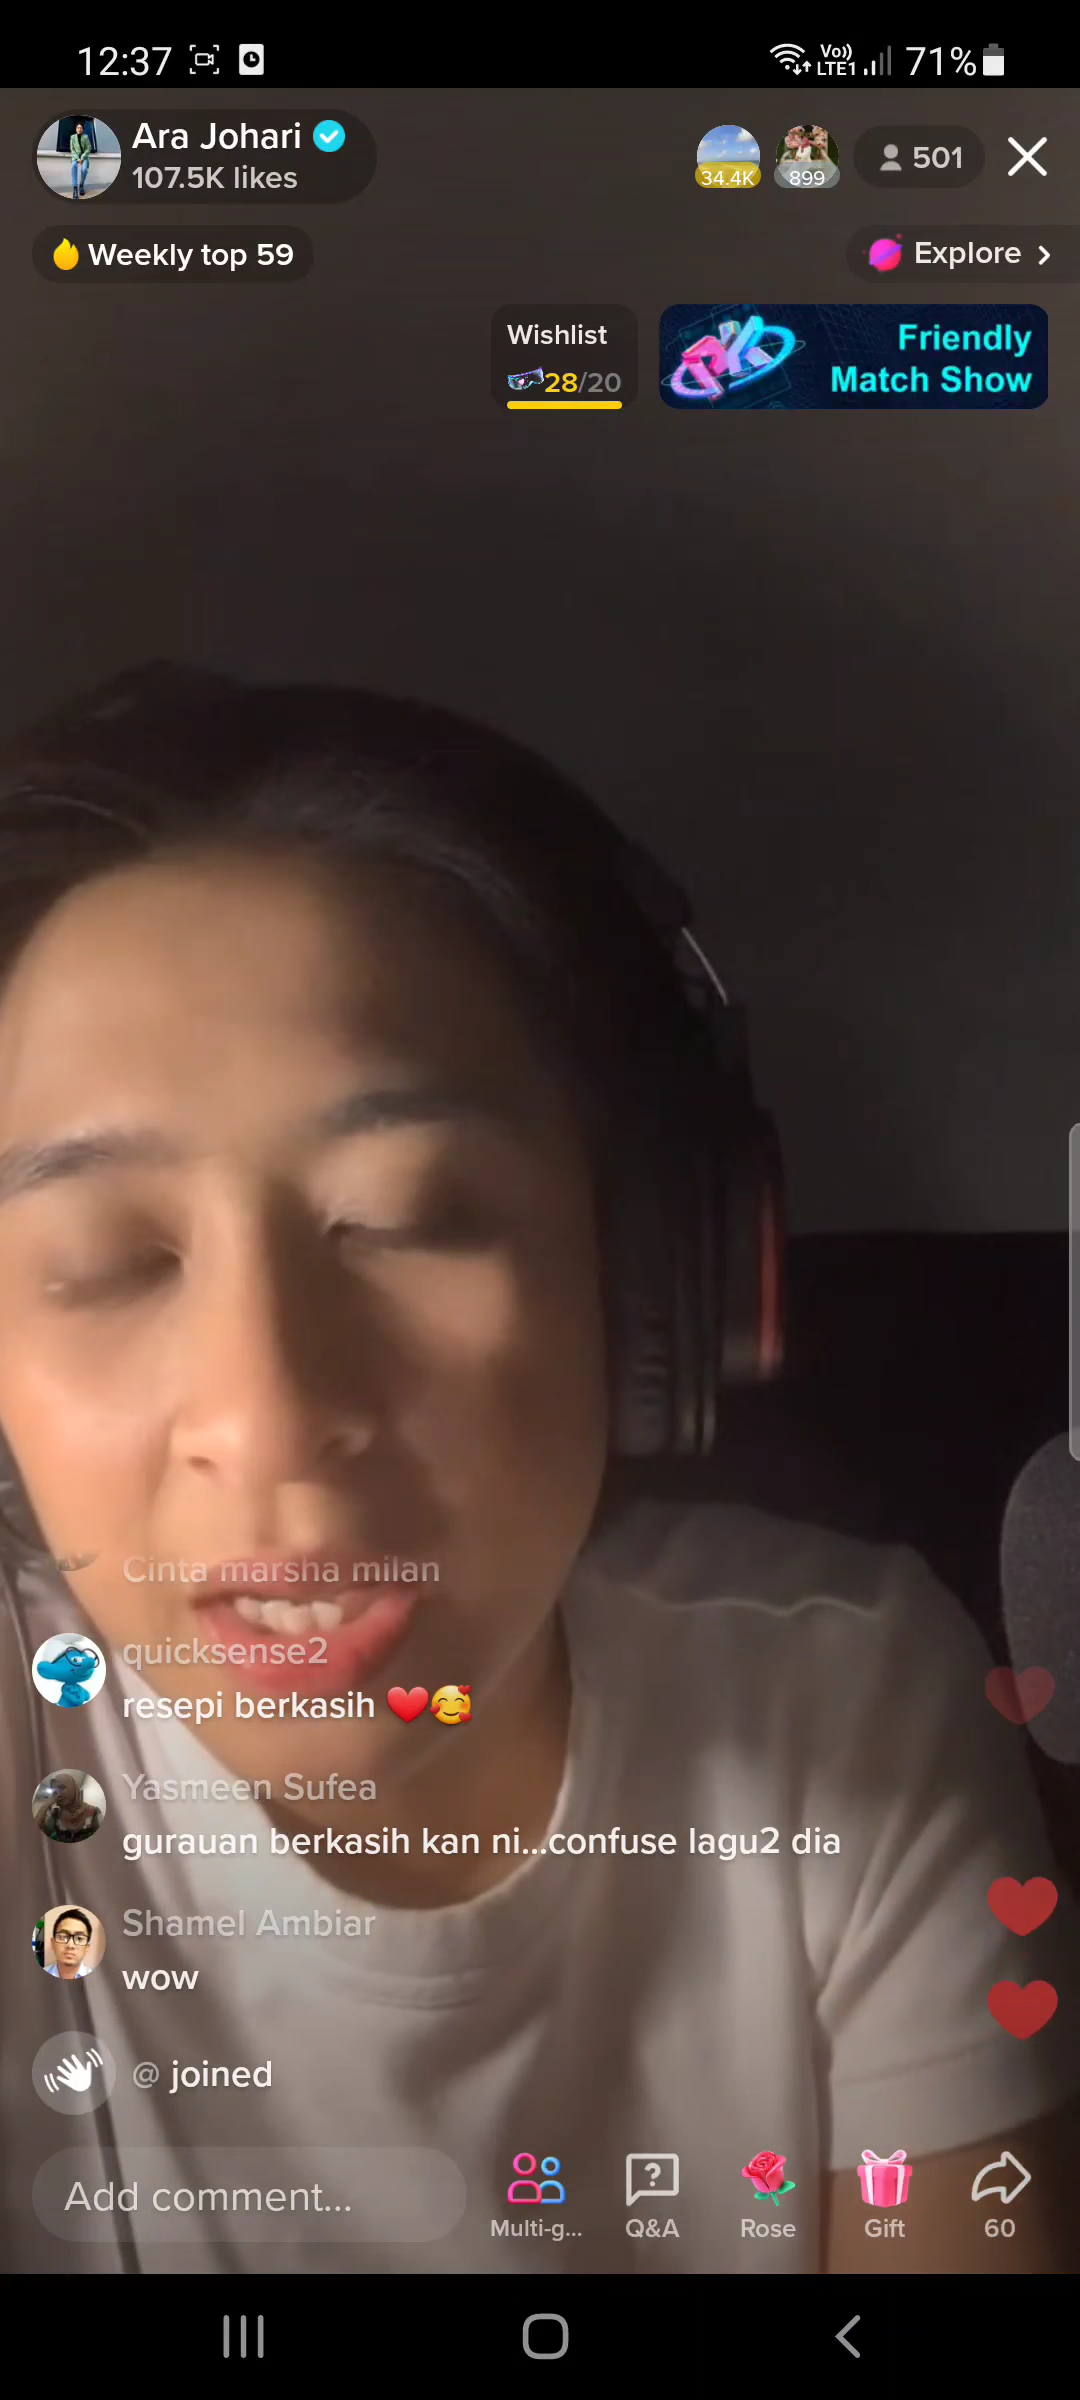 12:37
Vo))
LTE1
71%
Ara Johari
107.5K likes
34.4K
899
501
Weekly top 59
Explore
Wishlist
28/20
Friendly
Match Show
Cinta marsha milan
quicksense2
resepi berkasih ❤️🥰
Yasmeen Sufea
gurauan berkasih kan ni...confuse lagu2 dia
Shamel Ambiar
wow
@ joined
Add comment...
Multi-g...
Q&A
Rose
Gift
60